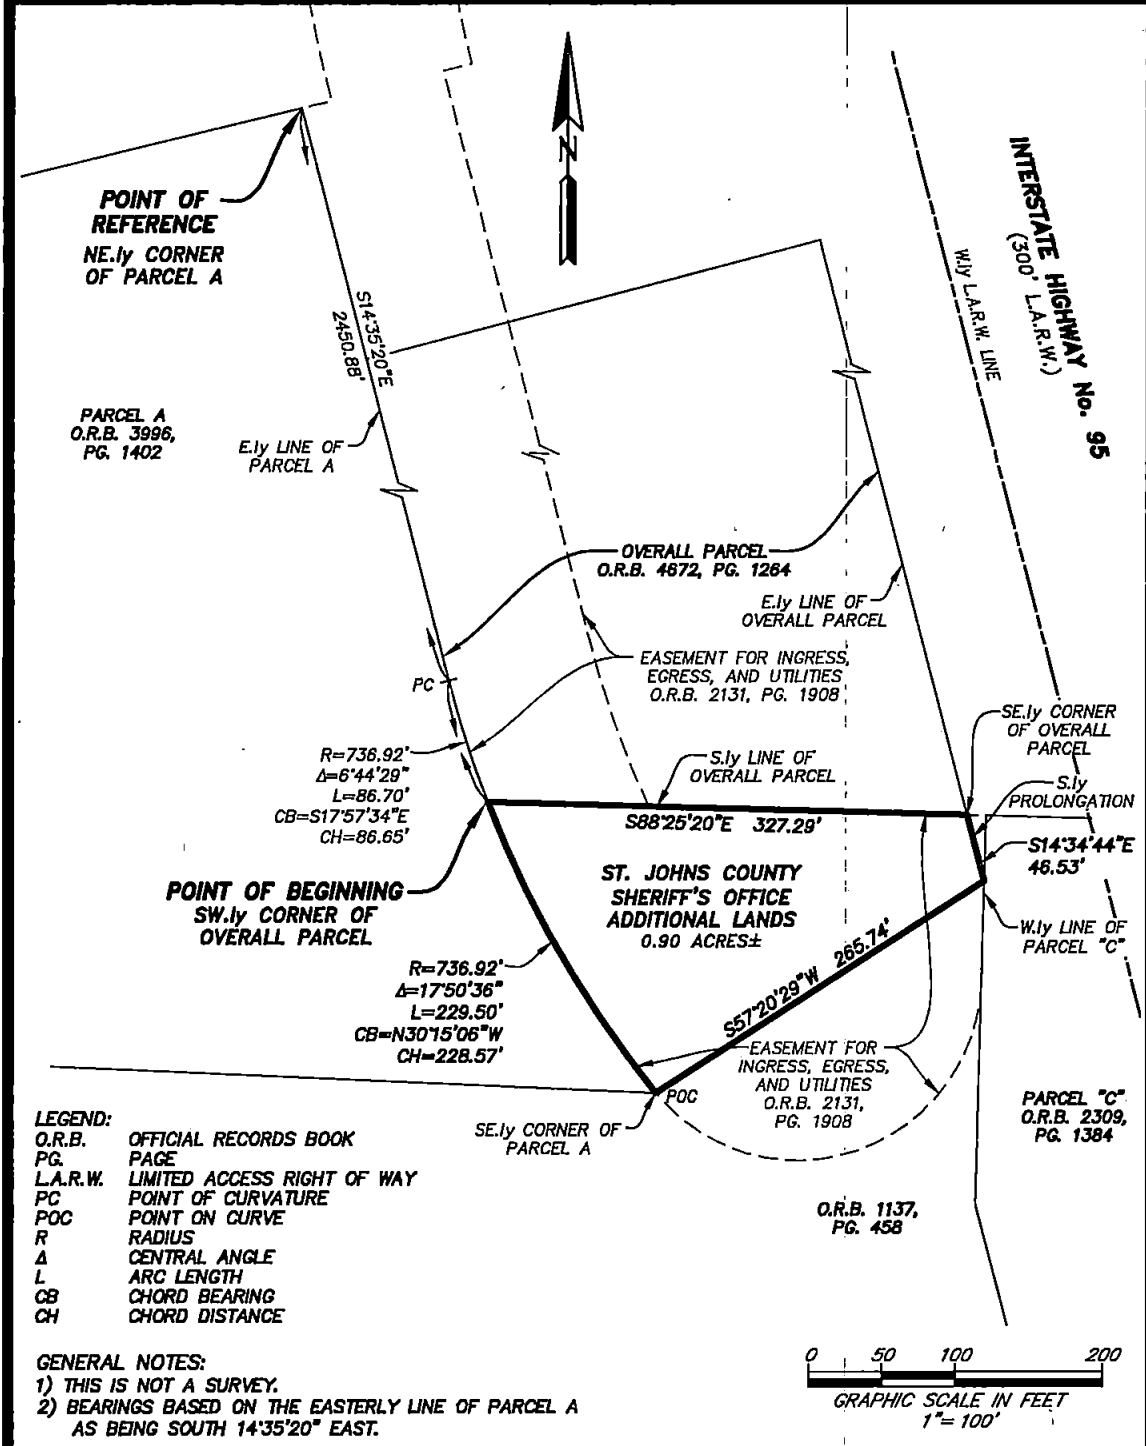 N
INTERSTATE HIGHWAY No. 95
(300' L.A.R.W.)
W.ly L.A.R.W. LINE
POINT OF
REFERENCE
NE.ly CORNER
OF PARCEL A
S14°35'20"E
2450.88'
PARCEL A
O.R.B. 3996,
PG. 1402
E.ly LINE OF
PARCEL A
OVERALL PARCEL
O.R.B. 4672, PG. 1264
E.ly LINE OF
OVERALL PARCEL
EASEMENT FOR INGRESS,
EGRESS, AND UTILITIES
O.R.B. 2131, PG. 1908
PC
SE.ly CORNER
OF OVERALL
PARCEL
R=736.92'
Δ=6°44'29"
L=86.70'
CB=S17°57'34"E
CH=86.65'
S.ly LINE OF
OVERALL PARCEL
S.ly
PROLONGATION
S88°25'20"E 327.29'
S14°34'44"E
46.53'
POINT OF BEGINNING
SW.ly CORNER OF
OVERALL PARCEL
ST. JOHNS COUNTY
SHERIFF'S OFFICE
ADDITIONAL LANDS
0.90 ACRES±
W.ly LINE OF
PARCEL "C"
R=736.92'
Δ=17°50'36"
L=229.50'
CB=N30°15'06"W
CH=228.57'
S57°20'29"W 265.74'
EASEMENT FOR
INGRESS, EGRESS,
AND UTILITIES
O.R.B. 2131,
PG. 1908
POC
SE.ly CORNER OF
PARCEL A
PARCEL "C"
O.R.B. 2309,
PG. 1384
O.R.B. 1137,
PG. 458
LEGEND:
O.R.B. OFFICIAL RECORDS BOOK
PG. PAGE
L.A.R.W. LIMITED ACCESS RIGHT OF WAY
PC POINT OF CURVATURE
POC POINT ON CURVE
R RADIUS
Δ CENTRAL ANGLE
L ARC LENGTH
CB CHORD BEARING
CH CHORD DISTANCE
GENERAL NOTES:
1) THIS IS NOT A SURVEY.
2) BEARINGS BASED ON THE EASTERLY LINE OF PARCEL A
AS BEING SOUTH 14°35'20" EAST.
0 50 100 200
GRAPHIC SCALE IN FEET
1"= 100'